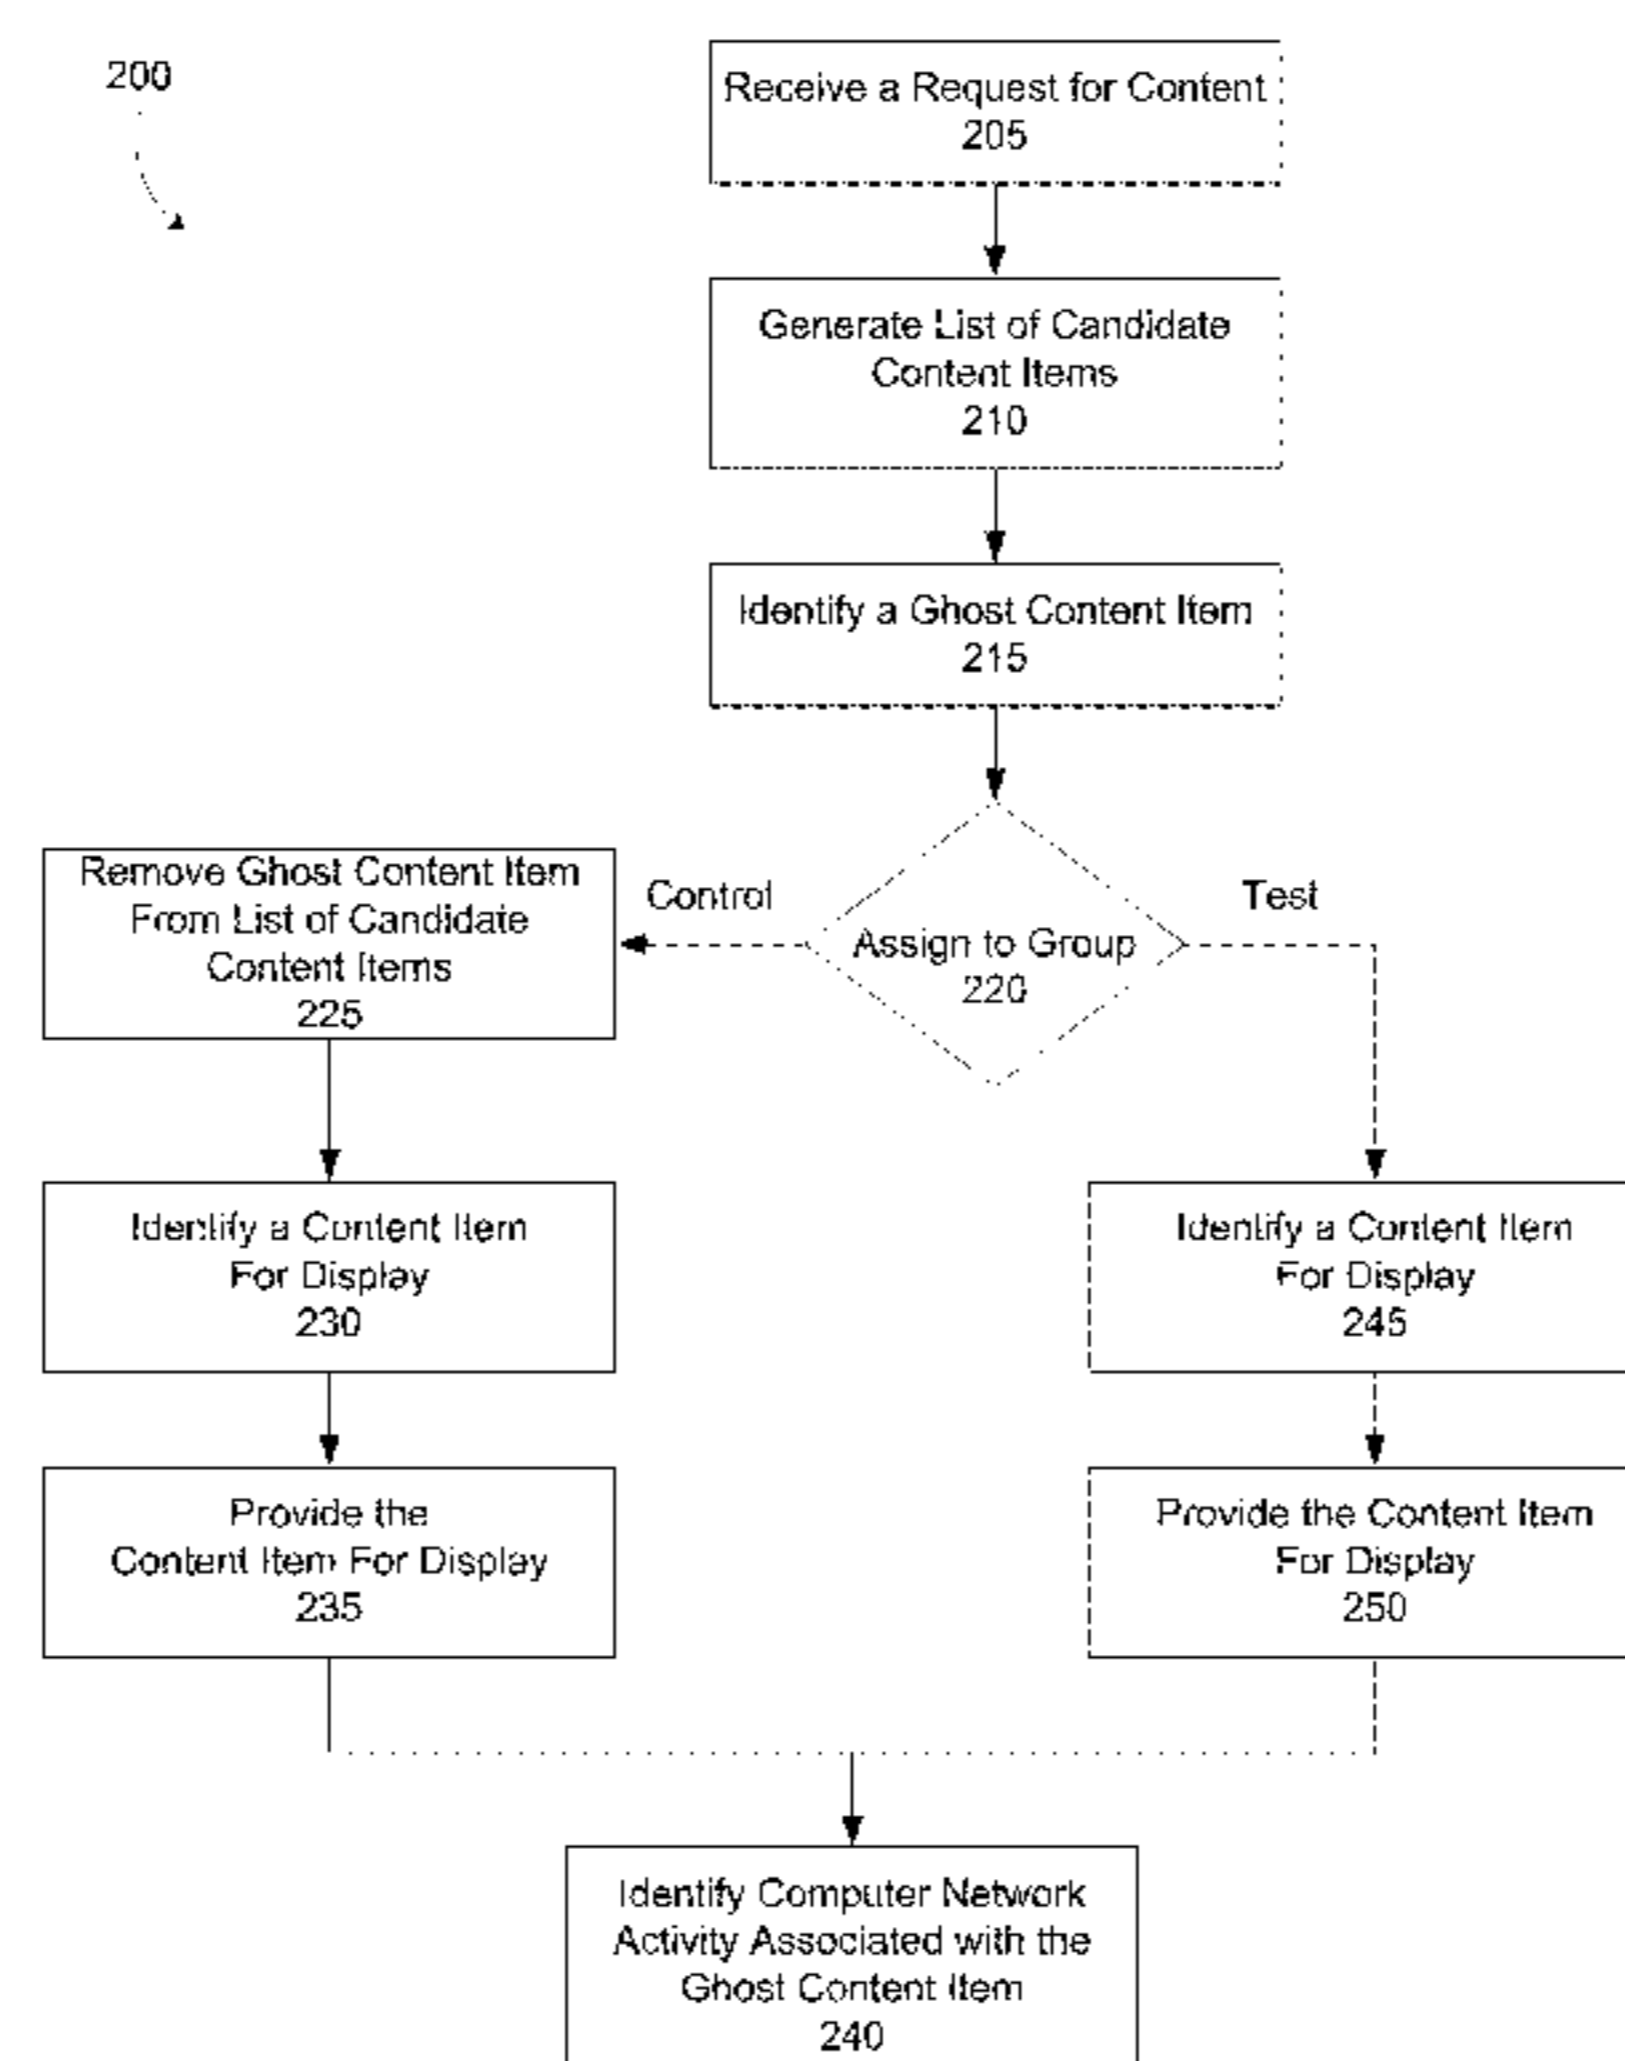 200
Receive a Request for Content
205
Generate List of Candidate
Content Items
210
Identify a Ghost Content Item
215
Remove Ghost Content Item
From List of Candidate
Content Items
225
Control
Assign to Group
220
Test
Identify a Content Item
For Display
230
Identify a Content Item
For Display
245
Provide the
Content Item For Display
235
Provide the Content Item
For Display
250
Identify Computer Network
Activity Associated with the
Ghost Content Item
240